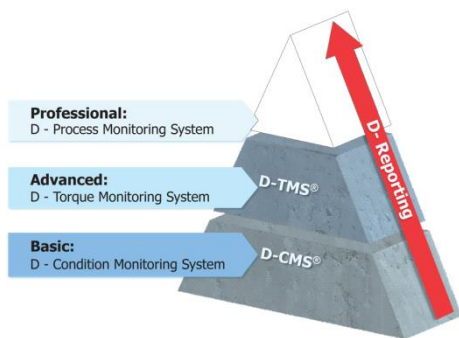 Professional:
D - Process Monitoring System
Advanced:
D - Torque Monitoring System
D-TMS®
Basic:
D - Condition Monitoring System
D-CMS®
D- Reporting